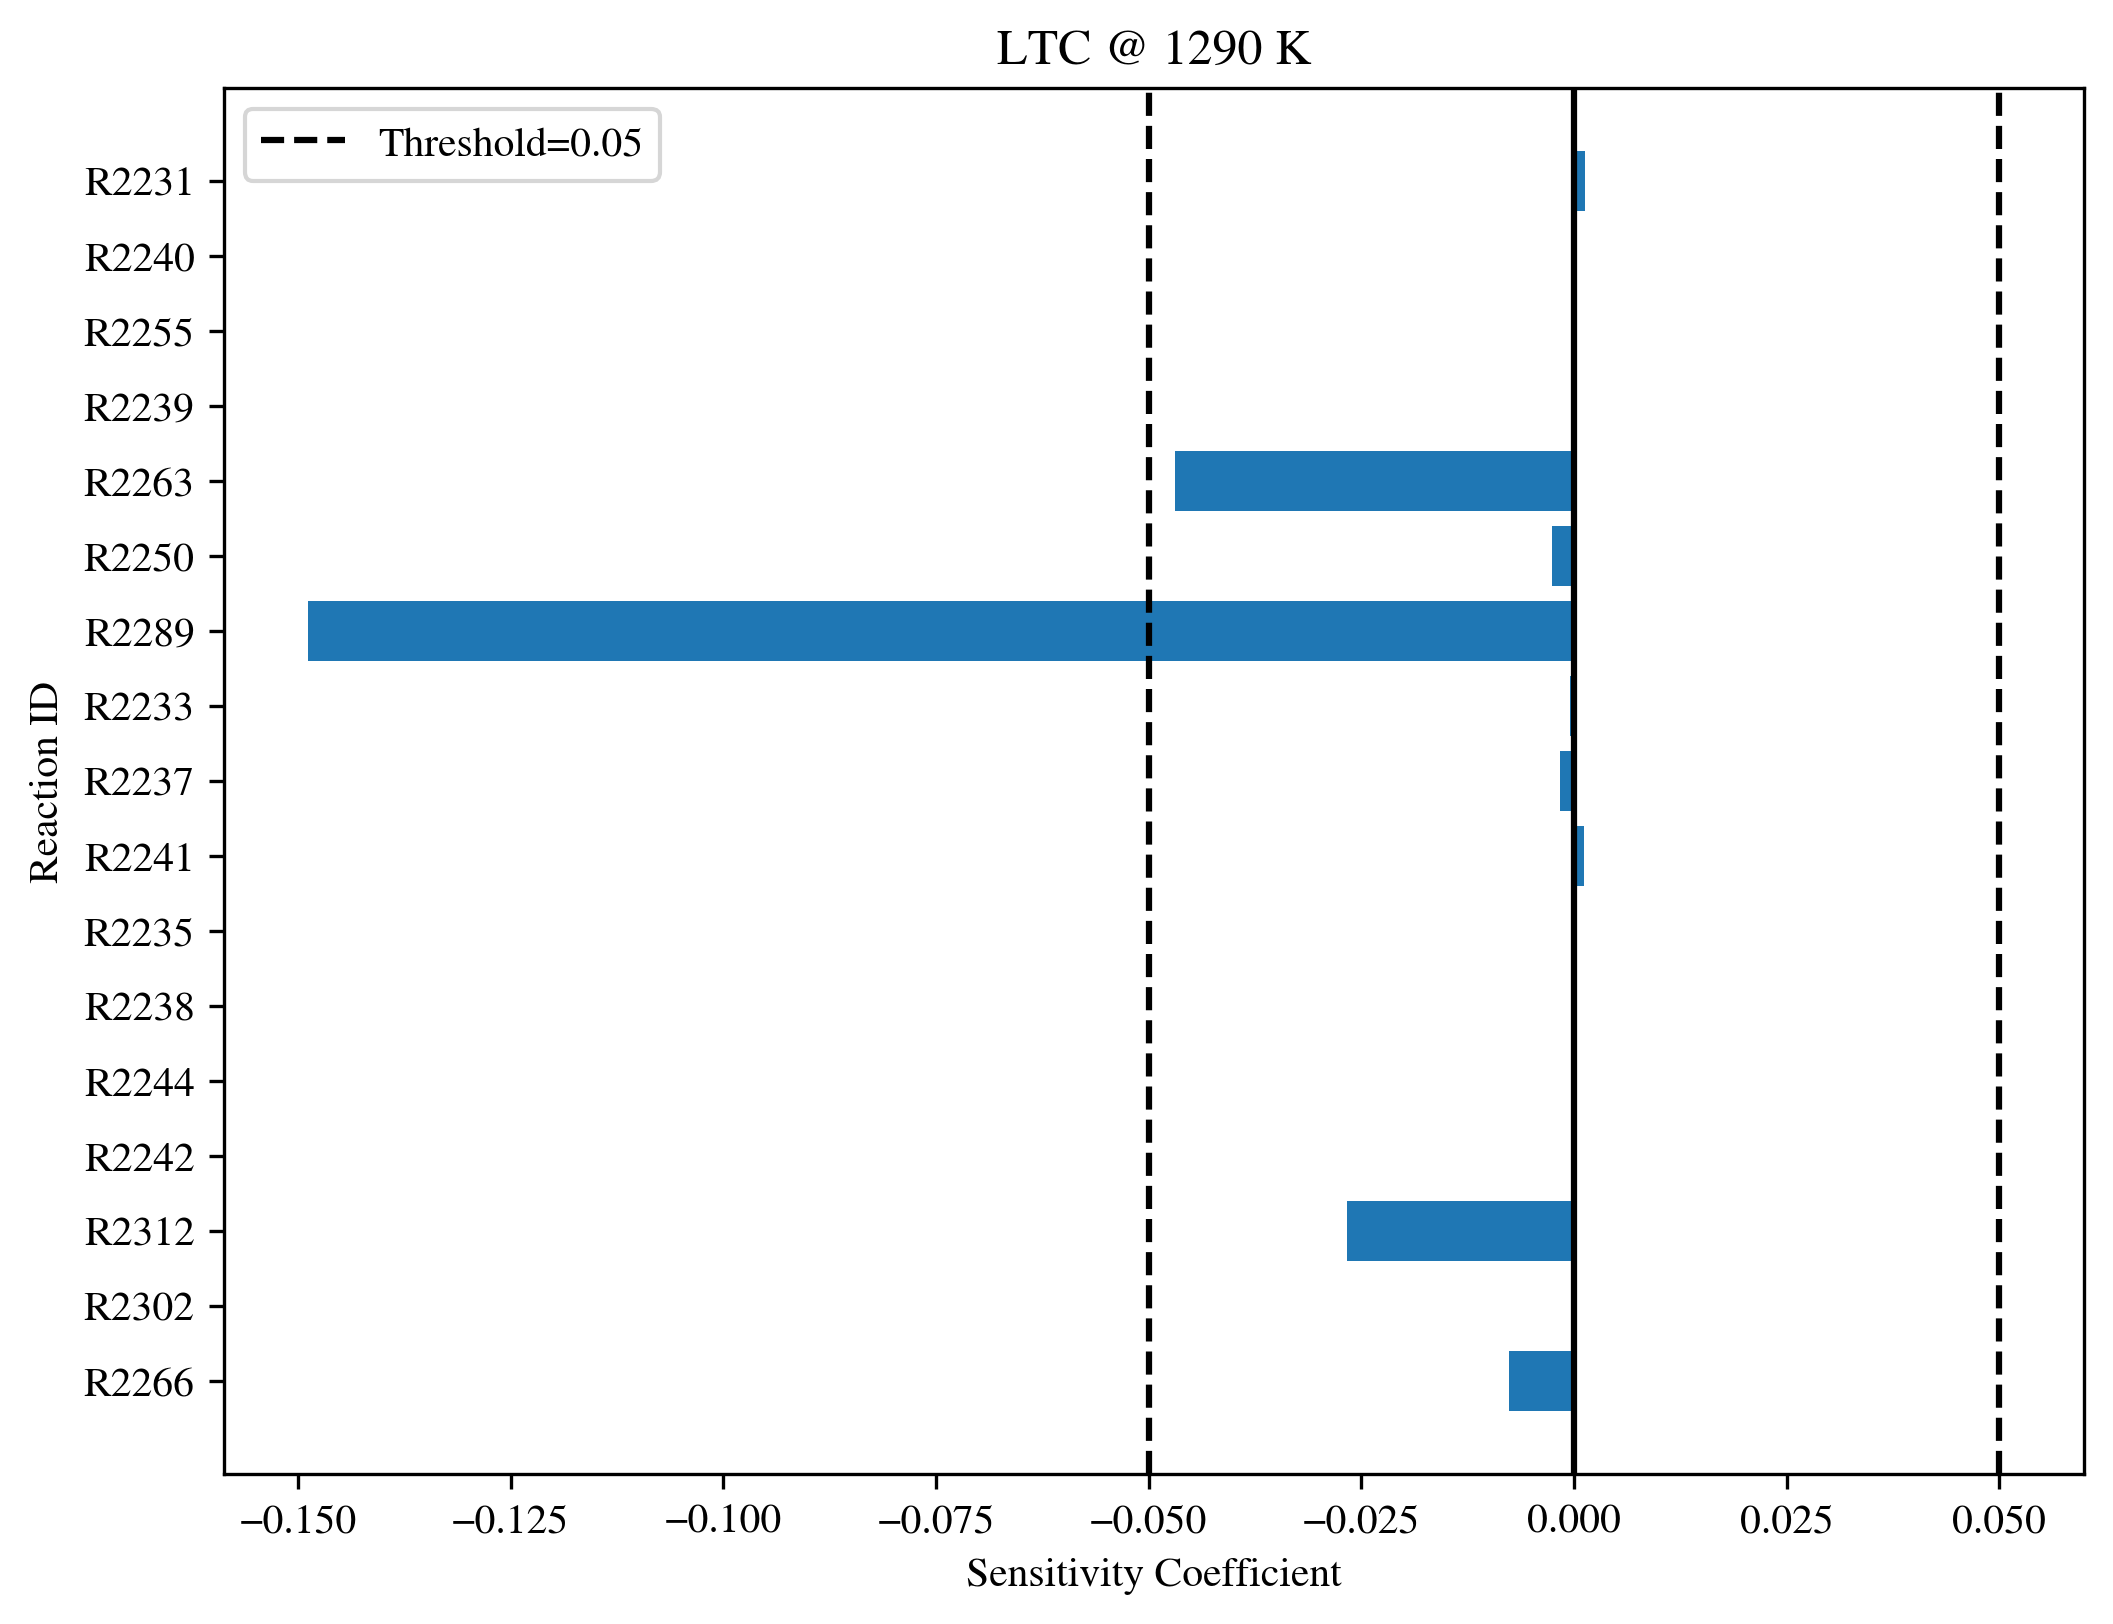 LTC @ 1290 K
Threshold=0.05
R2231
R2240
R2255
R2239
R2263
R2250
R2289
R2233
R2237
R2241
R2235
R2238
R2244
R2242
R2312
R2302
R2266
Reaction ID
−0.150 −0.125 −0.100 −0.075 −0.050 −0.025 0.000 0.025 0.050
Sensitivity Coefficient